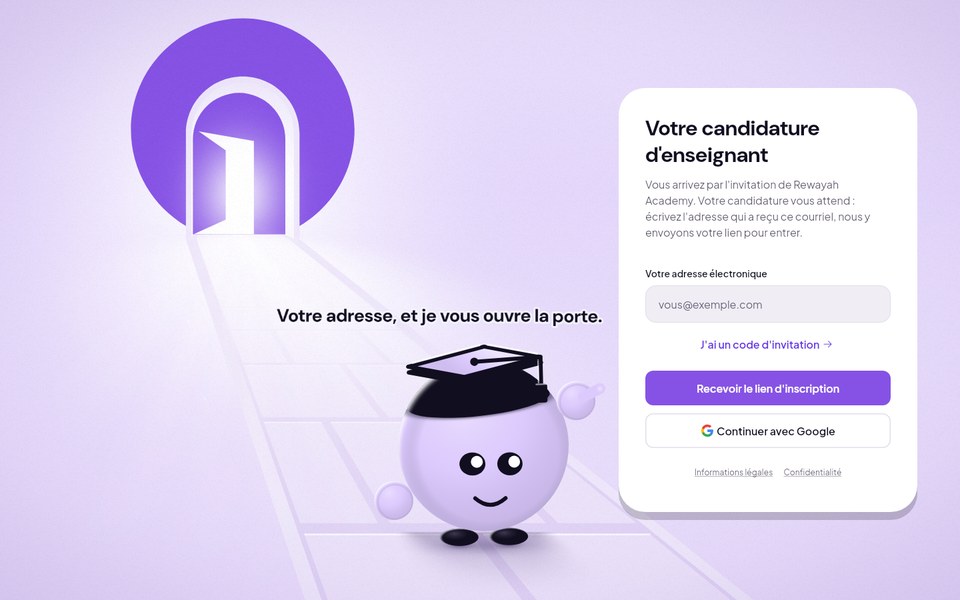 Votre candidature
d'enseignant
Vous arrivez par l'invitation de Rewayah
Academy. Votre candidature vous attend :
écrivez l'adresse qui a reçu ce courriel, nous y
envoyons votre lien pour entrer.
Votre adresse, et je vous ouvre la porte.
Votre adresse électronique
vous@exemple.com
J'ai un code d'invitation →
Recevoir le lien d'inscription
Continuer avec Google
Informations légales Confidentialité